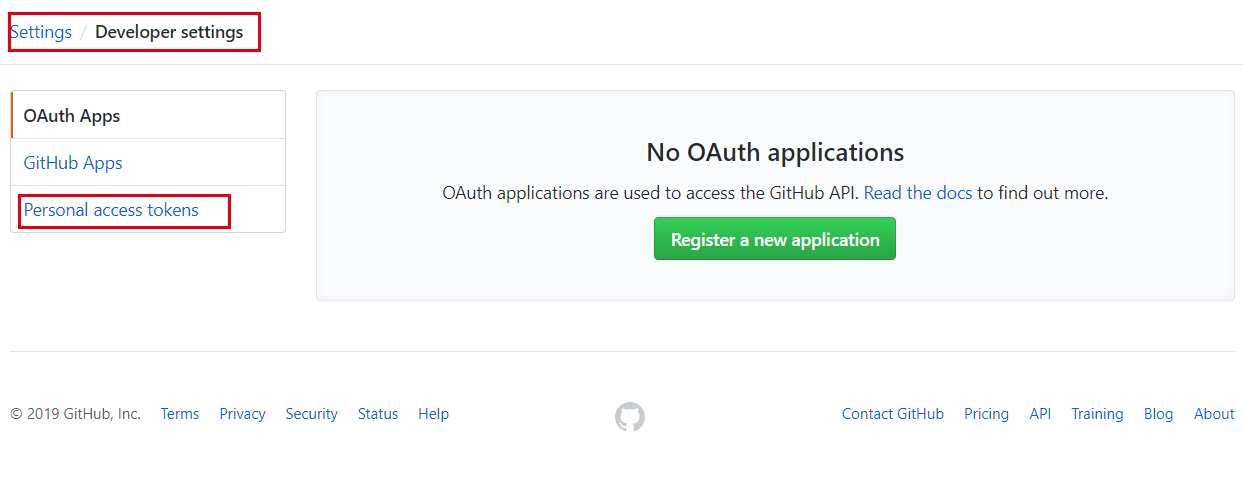 Settings / Developer settings
OAuth Apps
GitHub Apps
Personal access tokens
No OAuth applications
OAuth applications are used to access the GitHub API. Read the docs to find out more.
Register a new application
© 2019 GitHub, Inc. Terms Privacy Security Status Help Contact GitHub Pricing API Training Blog About